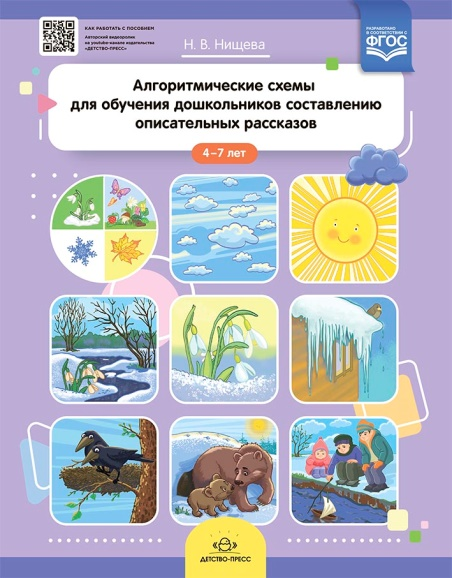 КАК РАБОТАТЬ С ПОСОБИЕМ
Авторский видеоролик
на youtube-канале издательства
«ДЕТСТВО-ПРЕСС»
Н. В. Нищева
РАЗРАБОТАНО
В СООТВЕТСТВИИ С
ФГОС
Алгоритмические схемы
для обучения дошкольников составлению
описательных рассказов
4–7 лет
ДЕТСТВО-ПРЕСС